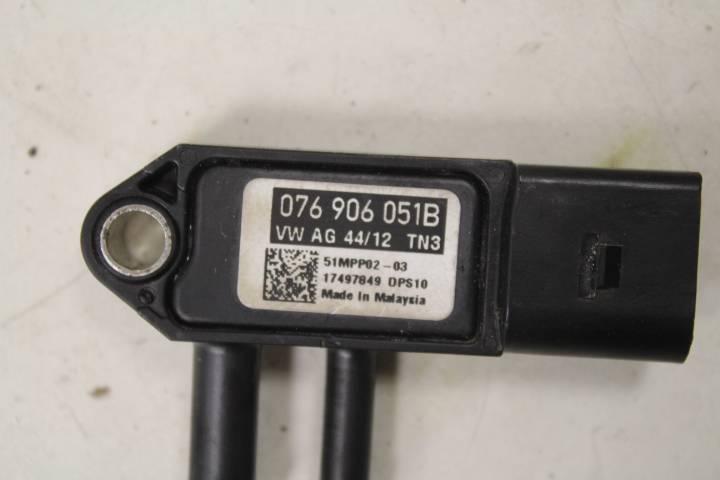 076 906 051B
VW AG 44/12 TN3
51MPP02-03
17497849 DPS10
Made In Malaysia